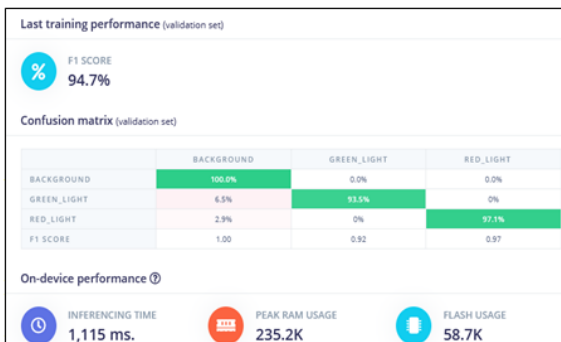 Last training performance (validation set)
%
F1 SCORE
94.7%
Confusion matrix (validation set)
BACKGROUND GREEN_LIGHT RED_LIGHT
BACKGROUND 100.0% 0.0% 0.0%
GREEN_LIGHT 6.5% 93.5% 0%
RED_LIGHT 2.9% 0% 97.1%
F1 SCORE 1.00 0.92 0.97
On-device performance ?
INFERENCING TIME PEAK RAM USAGE FLASH USAGE
1,115 ms. 235.2K 58.7K